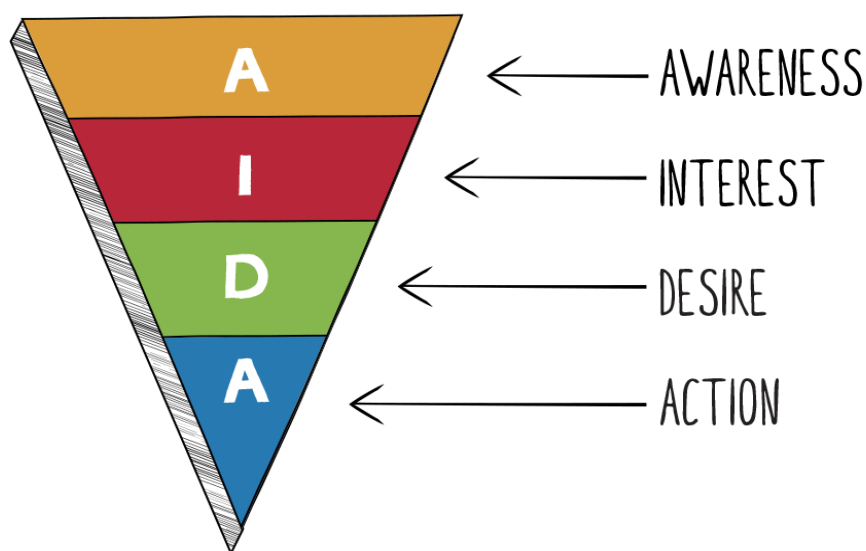 A
AWARENESS
I
INTEREST
D
DESIRE
A
ACTION